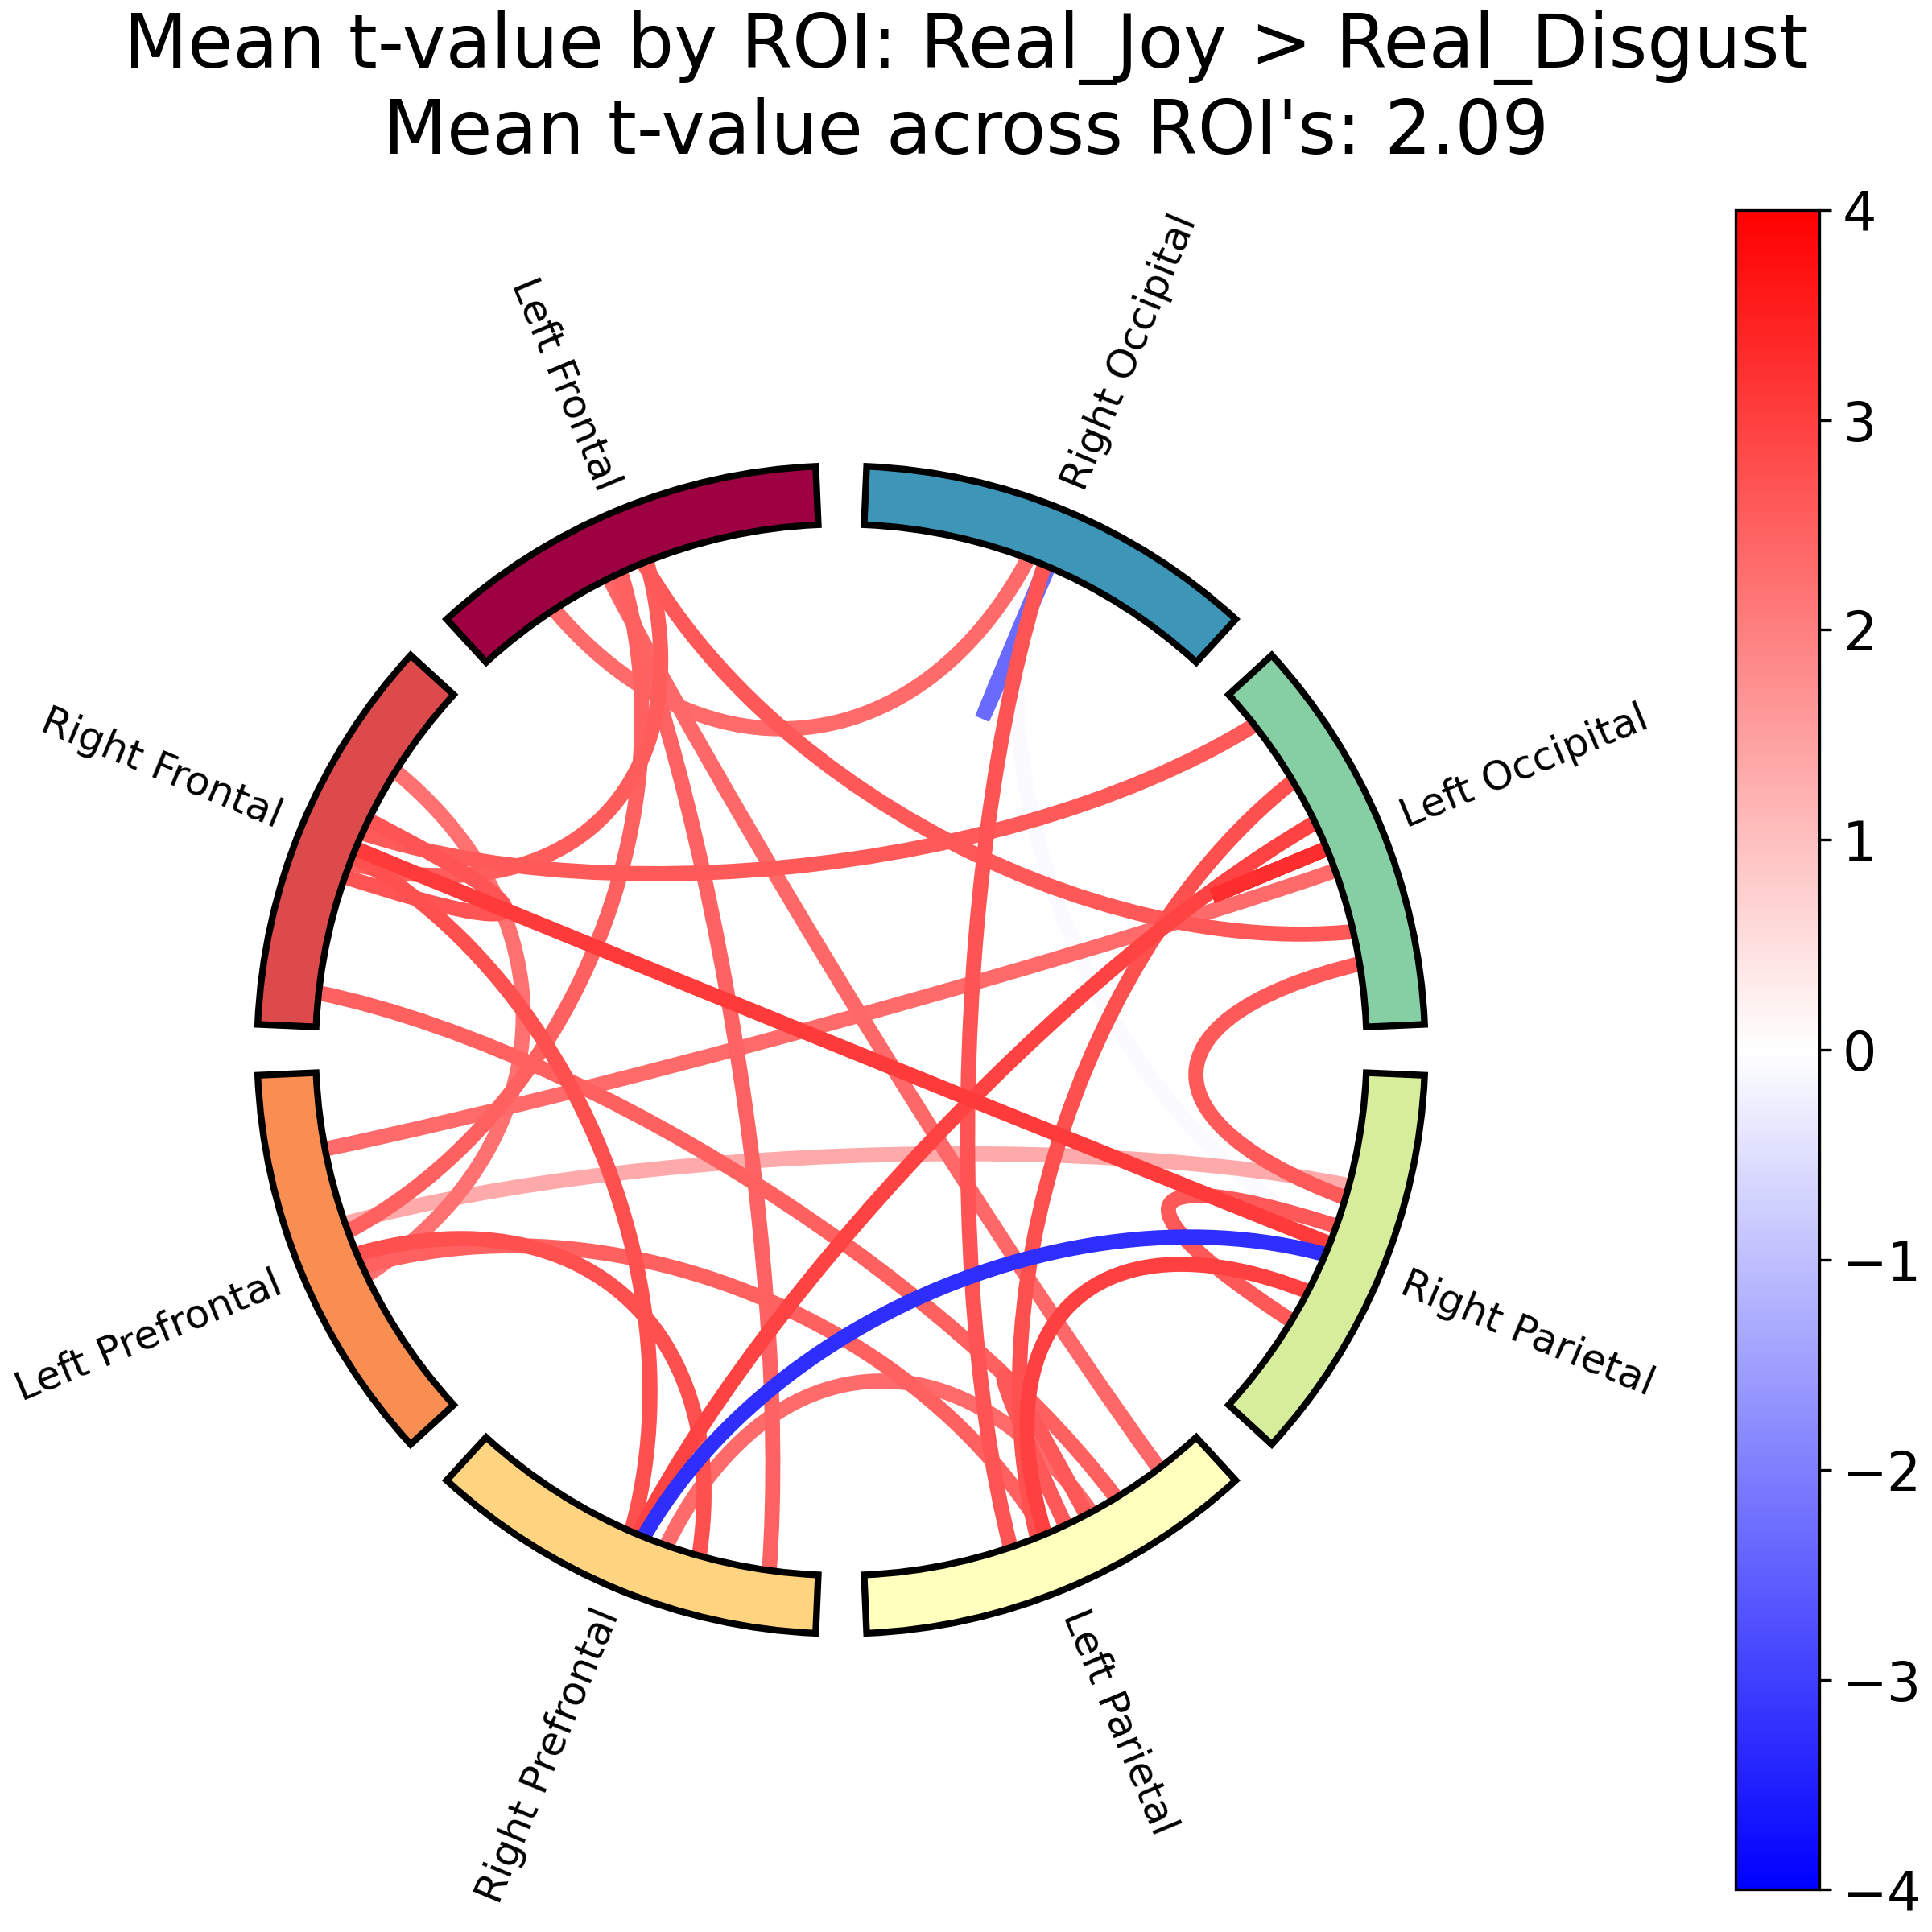 Mean t-value by ROI: Real_Joy > Real_Disgust
Mean t-value across ROI's: 2.09
Left Frontal
Right Occipital
Right Frontal
Left Occipital
Left Prefrontal
Right Parietal
Right Prefrontal
Left Parietal
4
3
2
1
0
−1
−2
−3
−4